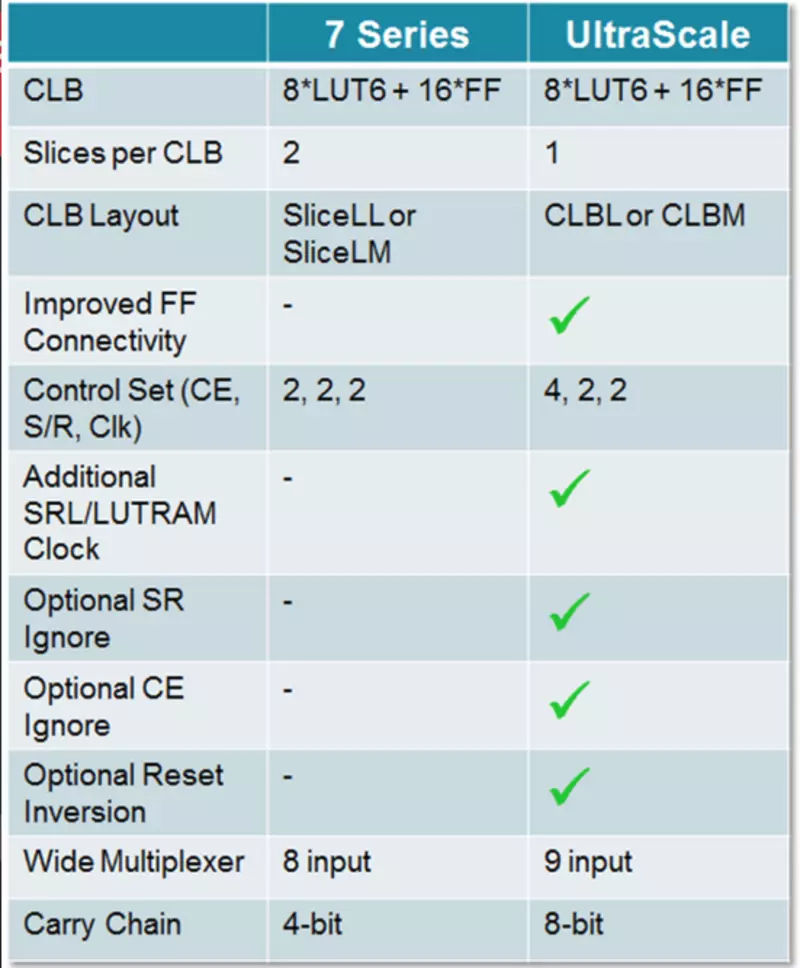 7 Series UltraScale
CLB 8*LUT6 + 16*FF 8*LUT6 + 16*FF
Slices per CLB 2 1
CLB Layout SliceLL or SliceLM CLBL or CLBM
Improved FF Connectivity - ✓
Control Set (CE, S/R, Clk) 2, 2, 2 4, 2, 2
Additional SRL/LUTRAM Clock - ✓
Optional SR Ignore - ✓
Optional CE Ignore - ✓
Optional Reset Inversion - ✓
Wide Multiplexer 8 input 9 input
Carry Chain 4-bit 8-bit